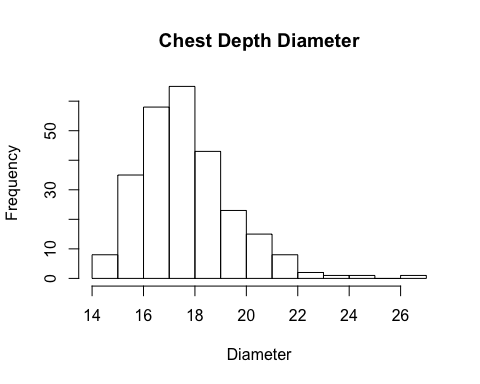 Chest Depth Diameter
Frequency
50
30
10
0
14 16 18 20 22 24 26
Diameter